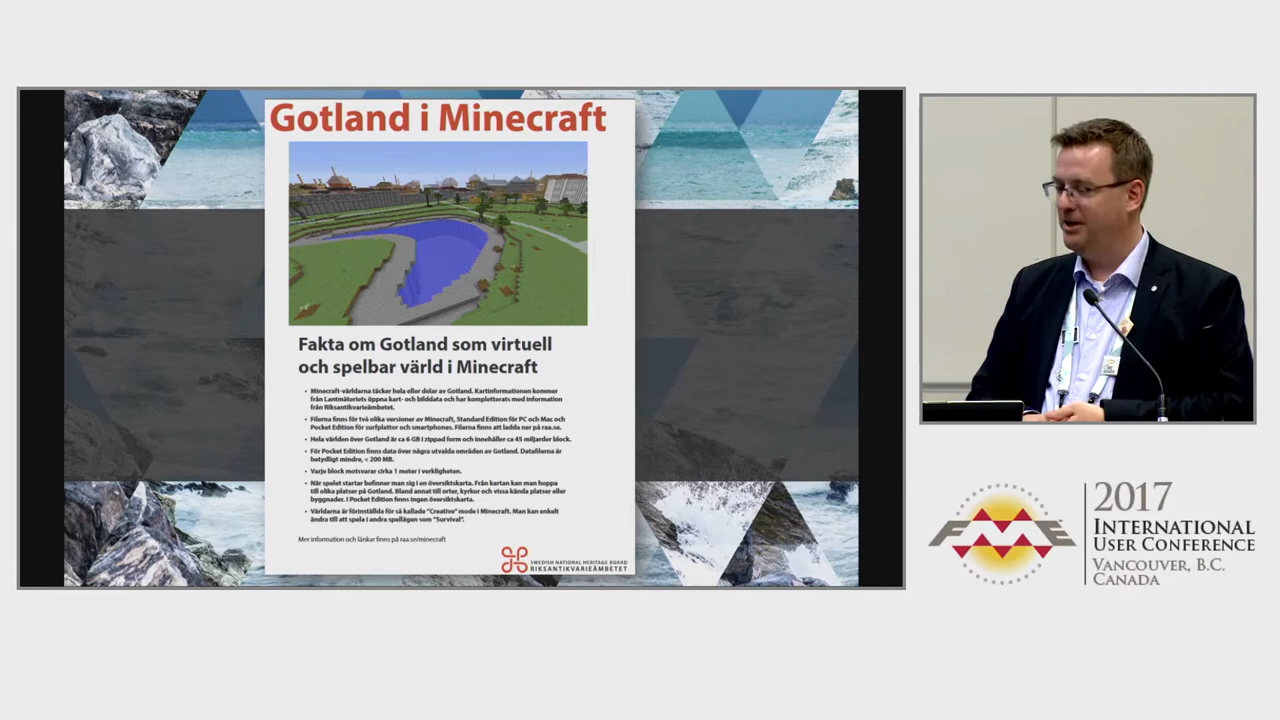 Gotland i Minecraft
Fakta om Gotland som virtuell
och spelbar värld i Minecraft
• Minecraft-världarna täcker hela eller delar av Gotland. Kartinformationen kommer
från Lantmäteriets öppna kart- och bilddata och har kompletterats med information
från Riksantikvarieämbetet.
• Filerna finns för två olika versioner av Minecraft, Standard Edition för PC och Mac och
Pocket Edition för surfplattor och smartphones. Filerna finns att ladda ner på raa.se.
• Hela världen över Gotland är ca 6 GB i zippad form och innehåller ca 45 miljarder block.
• För Pocket Edition finns data över några utvalda områden av Gotland. Datafilerna är
betydligt mindre, < 200 MB.
• Varje block motsvarar cirka 1 meter i verkligheten.
• När spelet startar befinner man sig i en översiktskarta. Från kartan kan man hoppa
till olika platser på Gotland. Bland annat till orter, kyrkor och vissa kända platser eller
byggnader. I Pocket Edition finns ingen översiktskarta.
• Världarna är förinställda för så kallade "Creative" mode i Minecraft. Man kan enkelt
ändra till att spela i andra spellägen som "Survival".
Mer information och länkar finns på raa.se/minecraft
SWEDISH NATIONAL HERITAGE BOARD
RIKSANTIKVARIEÄMBETET
FME
2017
INTERNATIONAL
USER CONFERENCE
VANCOUVER, B.C.
CANADA